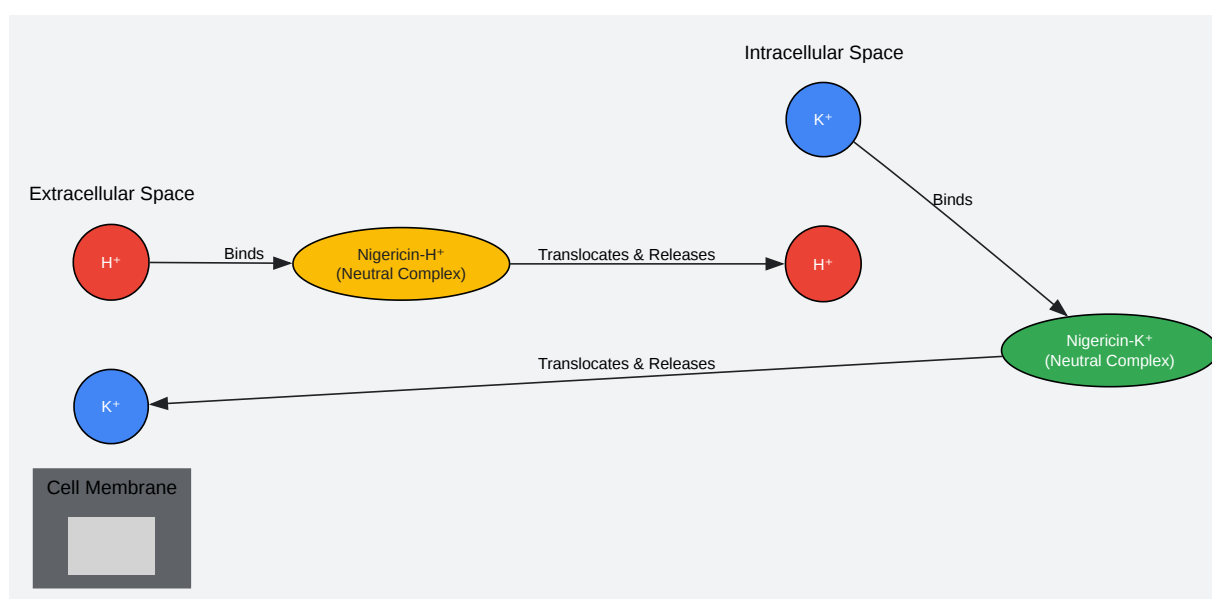 Intracellular Space
K⁺
Binds
Extracellular Space
H⁺
Binds
Nigericin-H⁺
(Neutral Complex)
Translocates & Releases
H⁺
Nigericin-K⁺
(Neutral Complex)
Translocates & Releases
K⁺
Cell Membrane